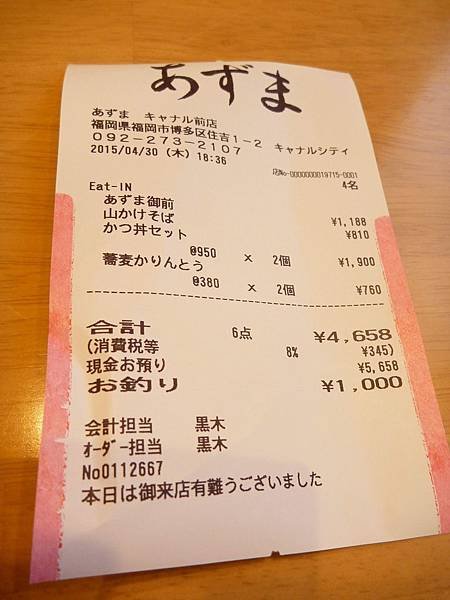 あずま
あずま キャナル前店
福岡県福岡市博多区住吉1-2 キャナルシティ
092-273-2107
2015/04/30 (木) 18:36
店No-0000000019715-0001
4名
Eat-IN
あずま御前 ¥1,188
山かけそば ¥810
かつ丼セット
@950 × 2個 ¥1,900
蕎麦かりんとう
@380 × 2個 ¥760
合計 6点 ¥4,658
(消費税等 8% ¥345)
現金お預り ¥5,658
お釣り ¥1,000
会計担当 黒木
オーダー担当 黒木
No0112667
本日は御来店有難うございました